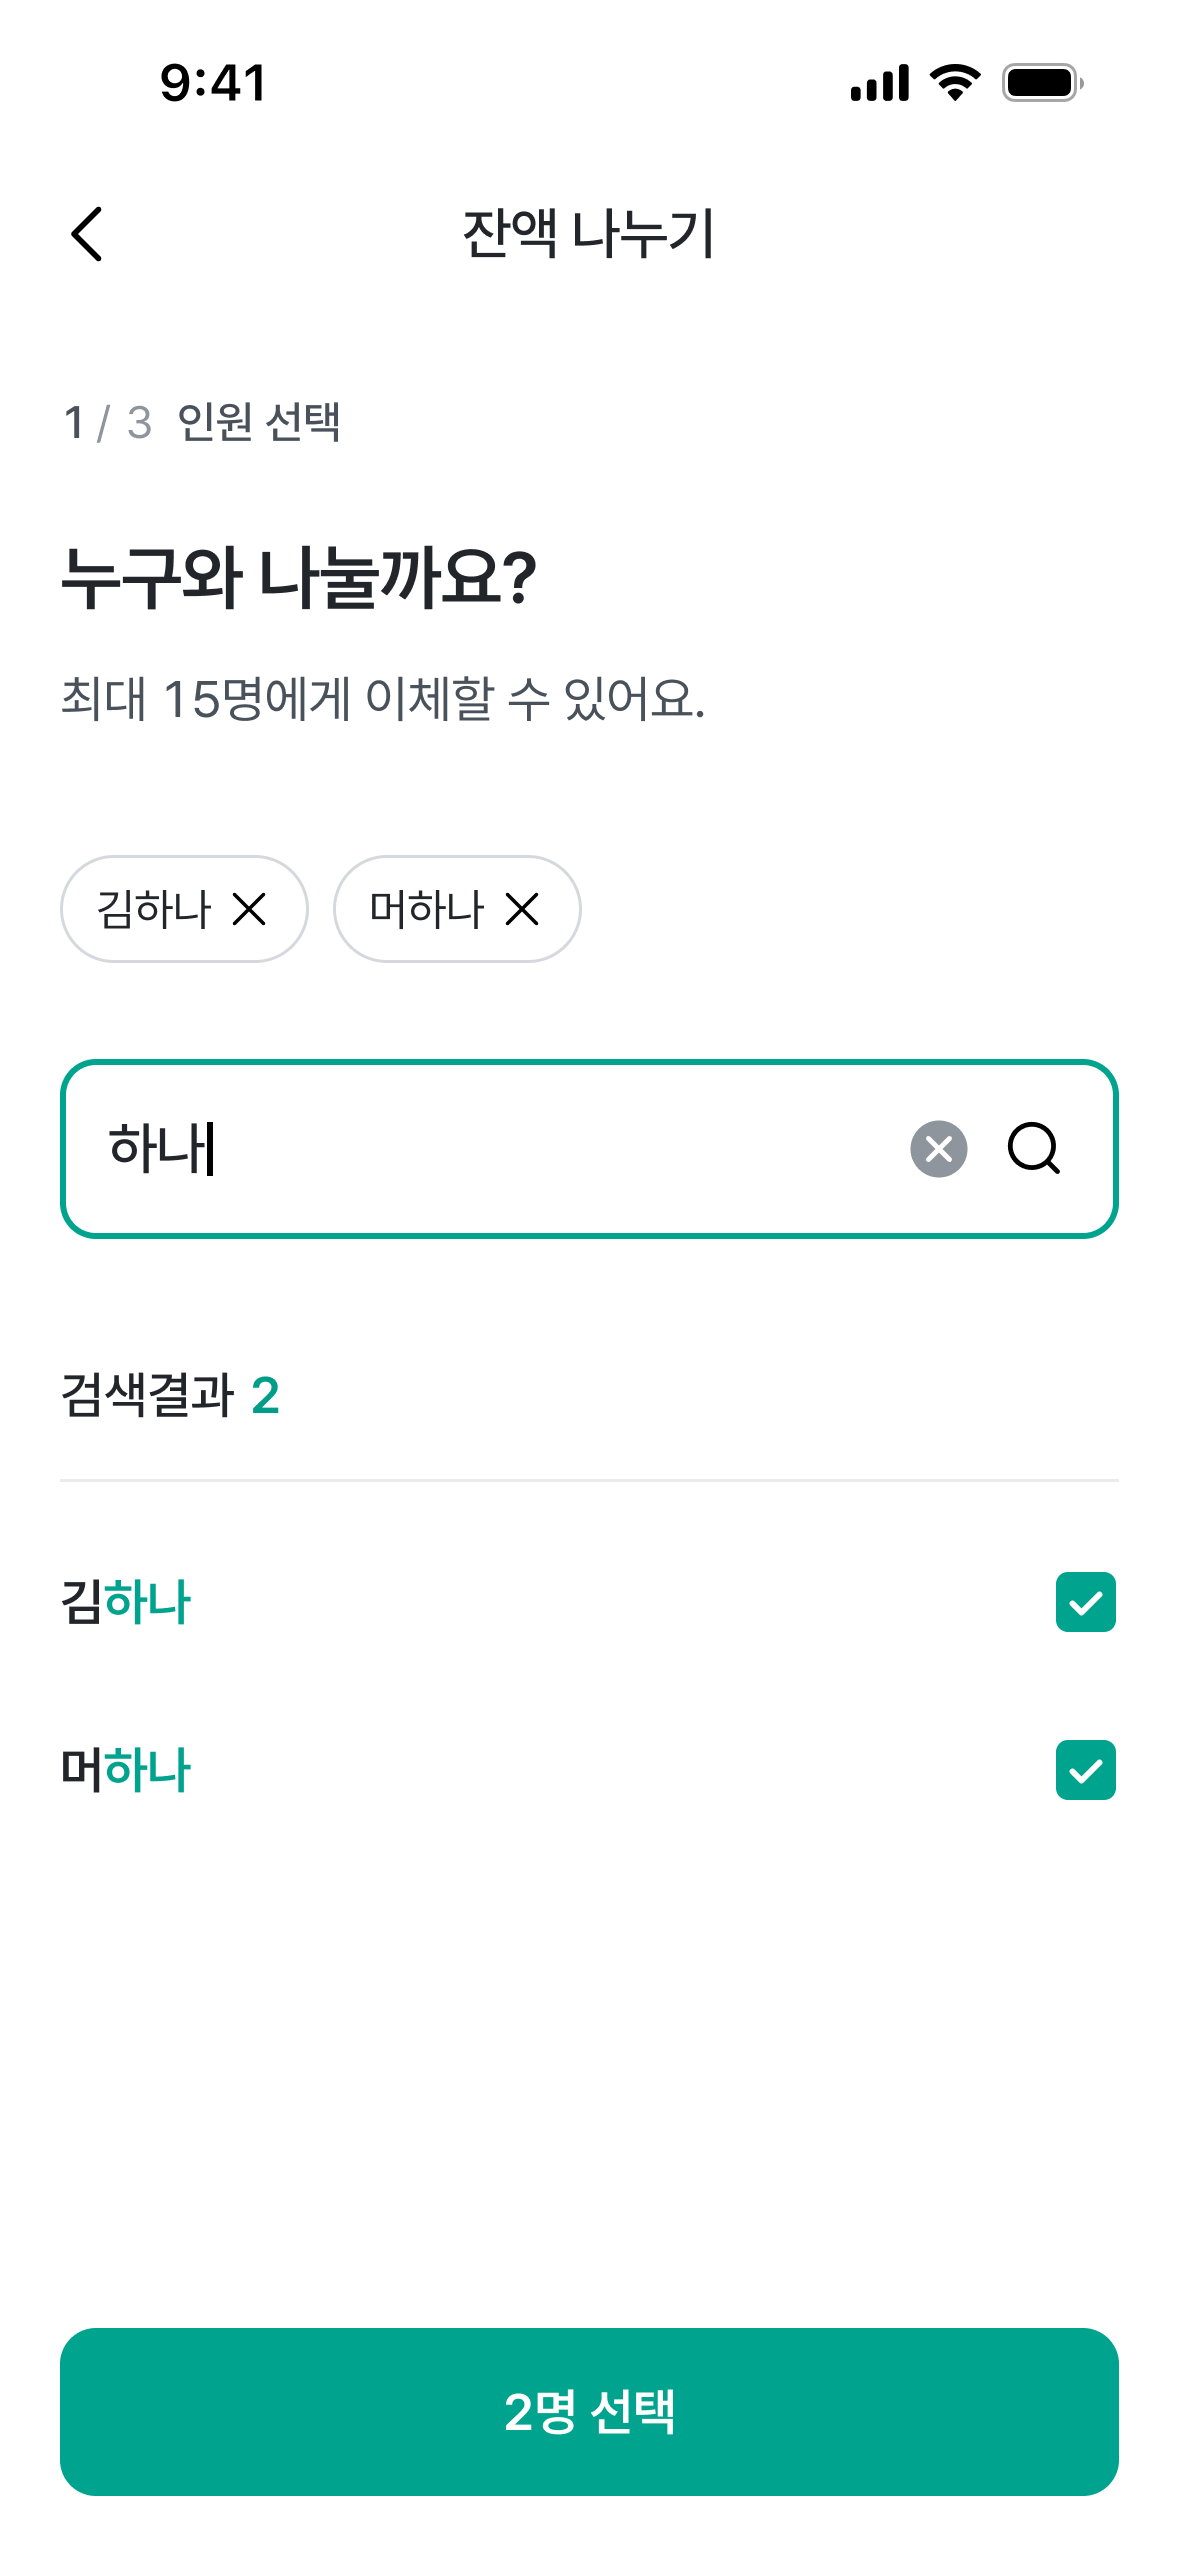 9:41
잔액 나누기
1 / 3 인원 선택
누구와 나눌까요?
최대 15명에게 이체할 수 있어요.
김하나 머하나
하나
검색결과 2
김하나
머하나
2명 선택